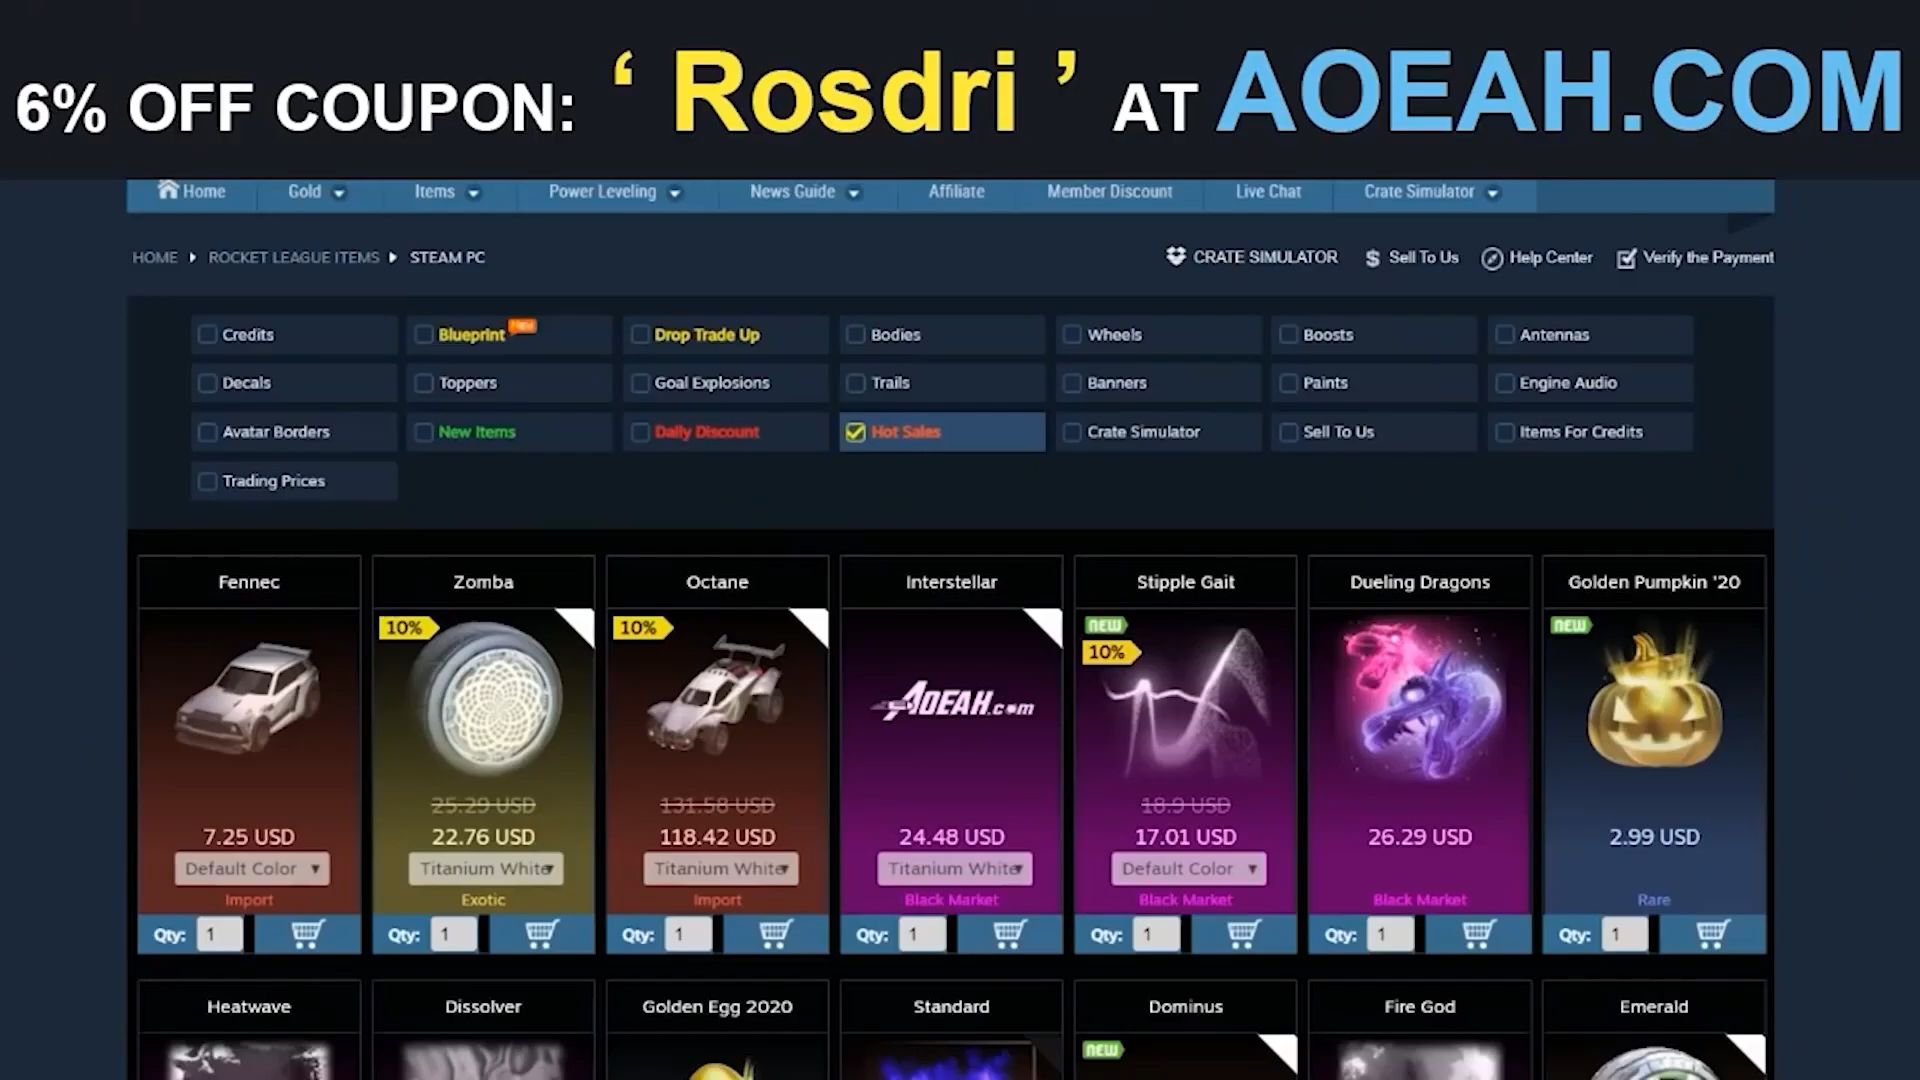 6% OFF COUPON: ‘ Rosdri ’ AT AOEAH.COM
Home Gold Items Power Leveling News Guide Affiliate Member Discount Live Chat Crate Simulator
HOME ROCKET LEAGUE ITEMS STEAM PC CRATE SIMULATOR $ Sell To Us Help Center Verify the Payment
Credits Blueprint New Drop Trade Up Bodies Wheels Boosts Antennas
Decals Toppers Goal Explosions Trails Banners Paints Engine Audio
Avatar Borders New Items Daily Discount Hot Sales Crate Simulator Sell To Us Items For Credits
Trading Prices
Fennec Zomba Octane Interstellar Stipple Gait Dueling Dragons Golden Pumpkin '20
10% 10% NEW NEW
10%
AOEAH.com
25.29 USD 131.58 USD 18.9 USD
7.25 USD 22.76 USD 118.42 USD 24.48 USD 17.01 USD 26.29 USD 2.99 USD
Default Color Titanium White Titanium White Titanium White Default Color
Import Exotic Import Black Market Black Market Black Market Rare
Qty: 1 Qty: 1 Qty: 1 Qty: 1 Qty: 1 Qty: 1 Qty: 1
Heatwave Dissolver Golden Egg 2020 Standard Dominus Fire God Emerald
NEW